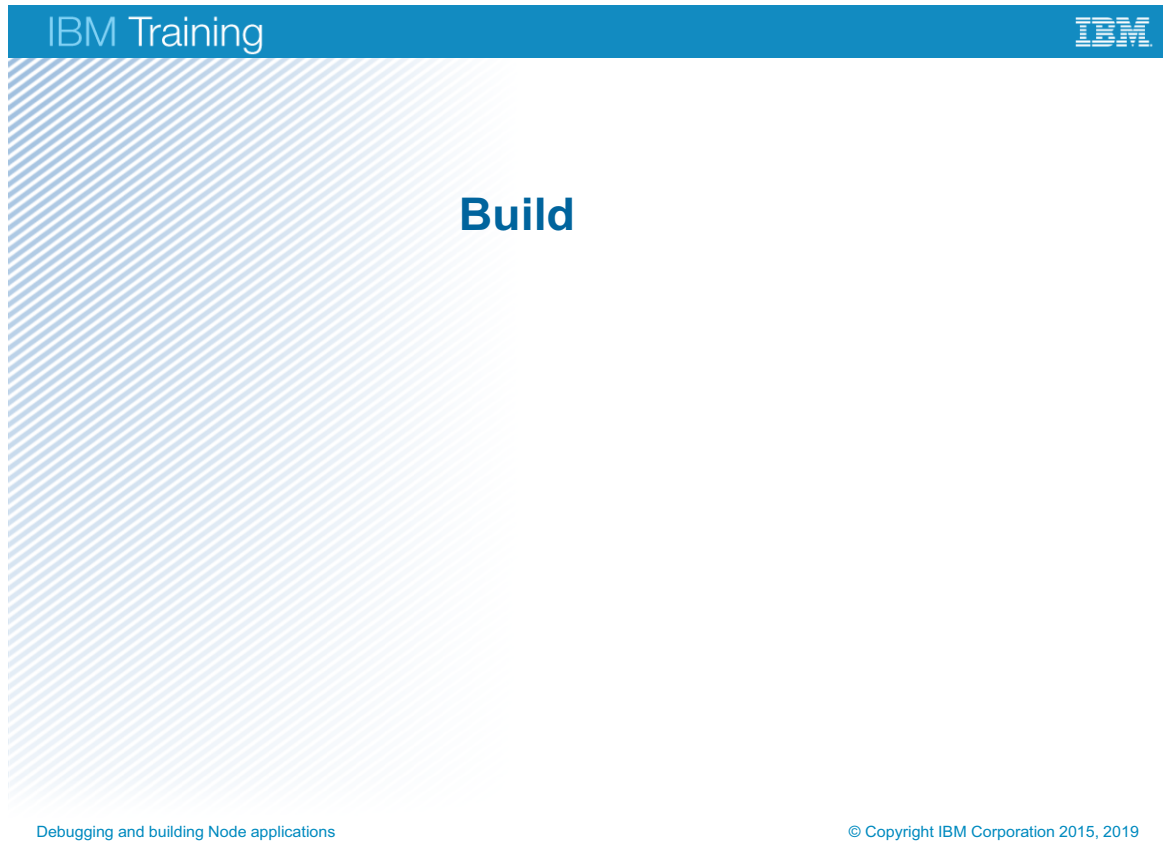 IBM Training
IBM
Build
Debugging and building Node applications
© Copyright IBM Corporation 2015, 2019